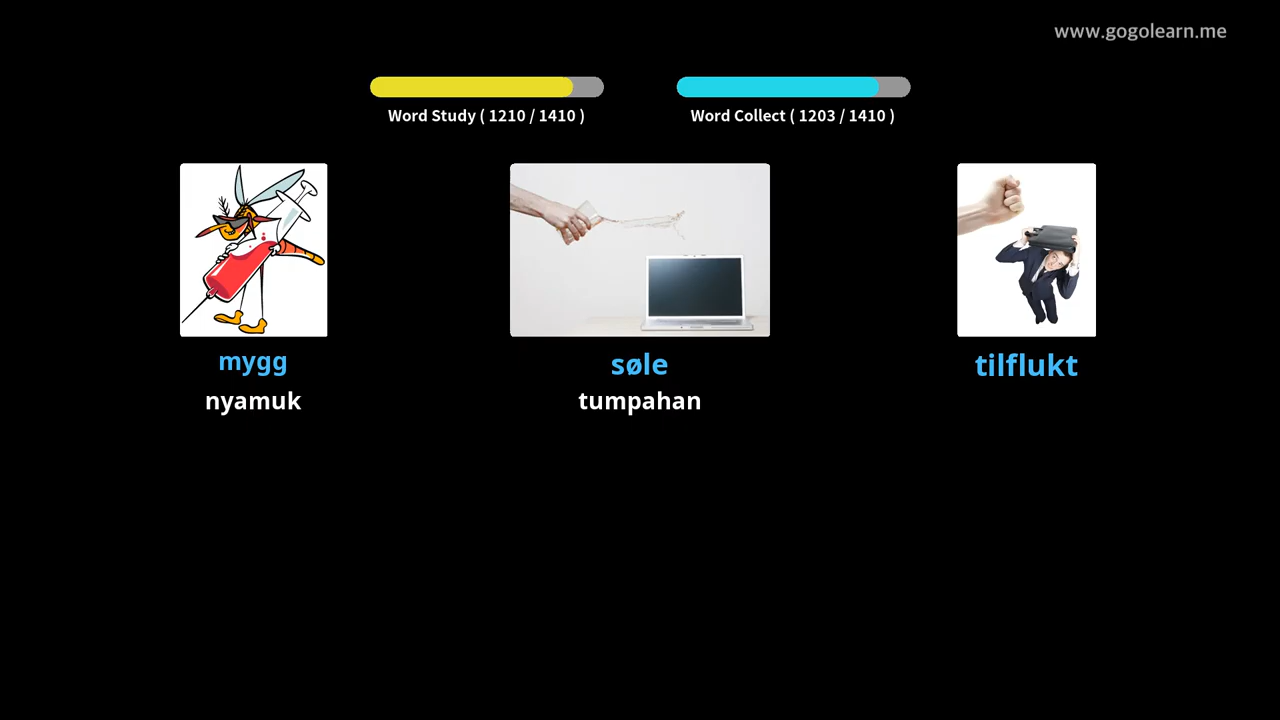 www.gogolearn.me
Word Study ( 1210 / 1410 )
Word Collect ( 1203 / 1410 )
mygg
søle
tilflukt
nyamuk
tumpahan